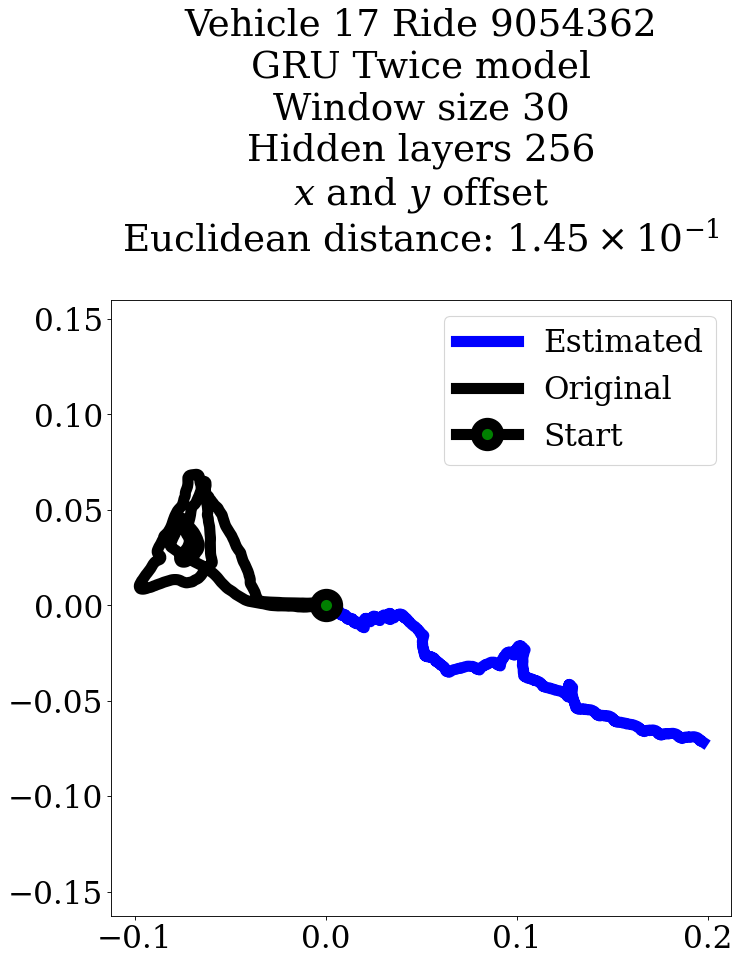 Vehicle 17 Ride 9054362
GRU Twice model
Window size 30
Hidden layers 256
x and y offset
Euclidean distance: 1.45 × 10⁻¹
Estimated
Original
Start
0.15
0.10
0.05
0.00
−0.05
−0.10
−0.15
−0.1 0.0 0.1 0.2